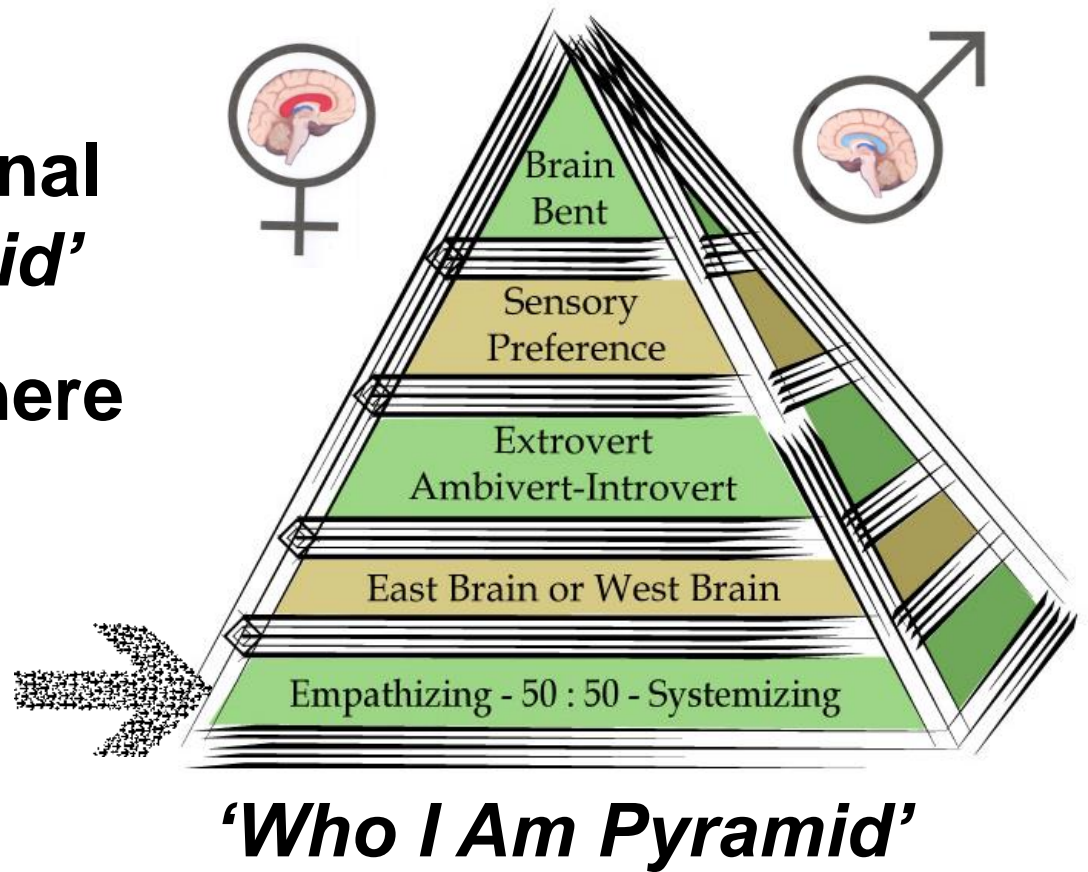 nal
id’
here
Brain
Bent
Sensory
Preference
Extrovert
Ambivert-Introvert
East Brain or West Brain
Empathizing - 50 : 50 - Systemizing
‘Who I Am Pyramid’